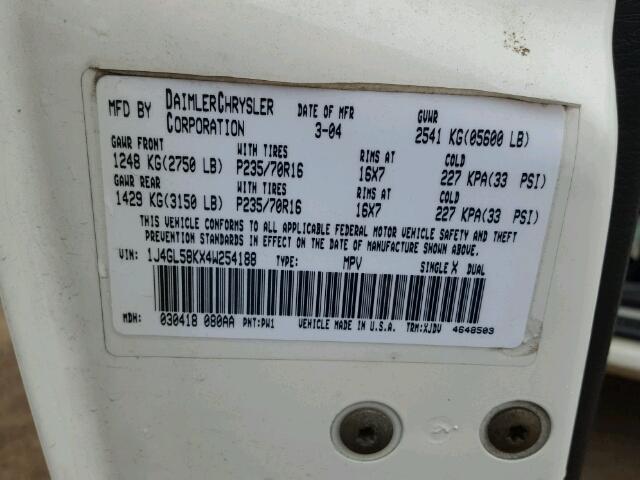 MFD BY DAIMLERCHRYSLER CORPORATION DATE OF MFR 3-04 GVWR 2541 KG(05600 LB)
GAWR FRONT WITH TIRES RIMS AT COLD
1248 KG(2750 LB) P235/70R16 16X7 227 KPA(33 PSI)
GAWR REAR WITH TIRES RIMS AT COLD
1429 KG(3150 LB) P235/70R16 16X7 227 KPA(33 PSI)
THIS VEHICLE CONFORMS TO ALL APPLICABLE FEDERAL MOTOR VEHICLE SAFETY AND THEFT
PREVENTION STANDARDS IN EFFECT ON THE DATE OF MANUFACTURE SHOWN ABOVE.
VIN: 1J4GL58KX4W254188 TYPE: MPV SINGLE X DUAL
MDH: 030418 080AA PNT:PW1 VEHICLE MADE IN U.S.A. TRM:XJDV 4648503